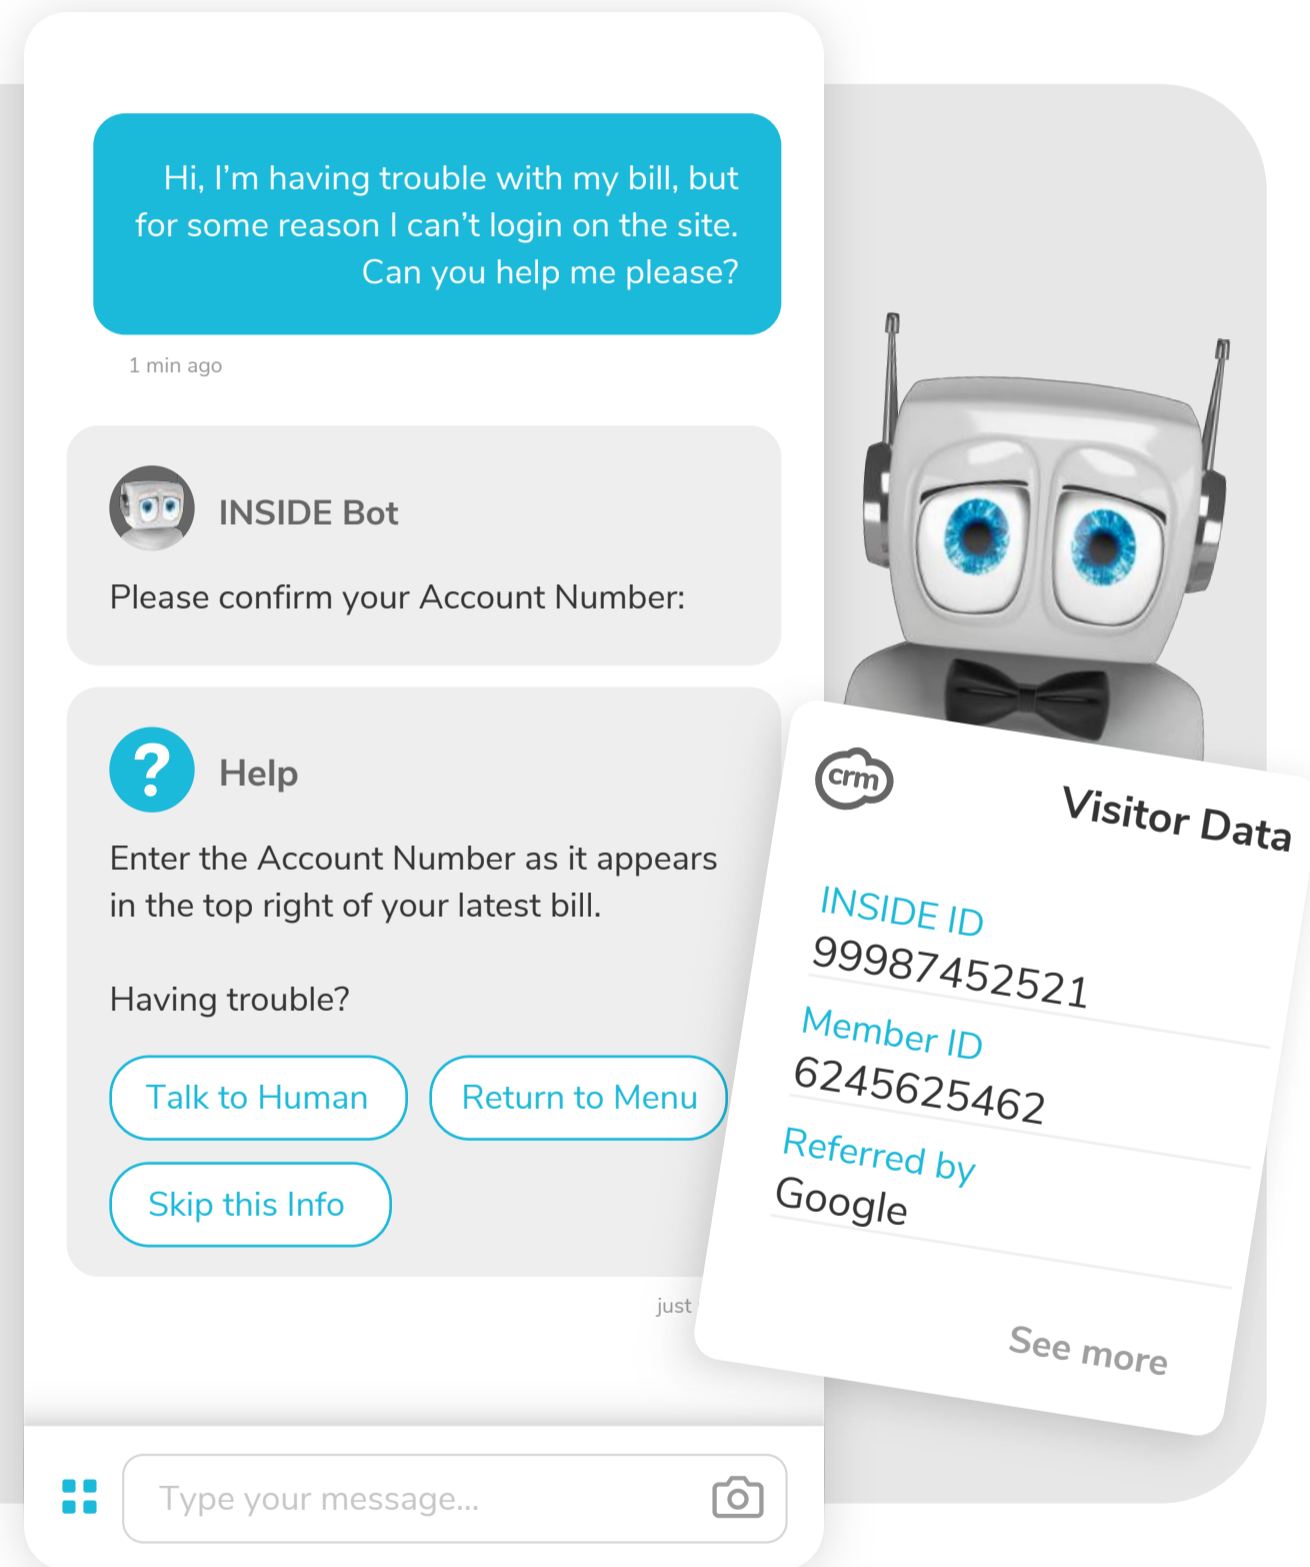 Hi, I’m having trouble with my bill, but
for some reason I can’t login on the site.
Can you help me please?
1 min ago
INSIDE Bot
Please confirm your Account Number:
?
Help
Enter the Account Number as it appears
in the top right of your latest bill.
Having trouble?
Talk to Human
Return to Menu
Skip this Info
just
Type your message...
crm
Visitor Data
INSIDE ID
99987452521
Member ID
6245625462
Referred by
Google
See more